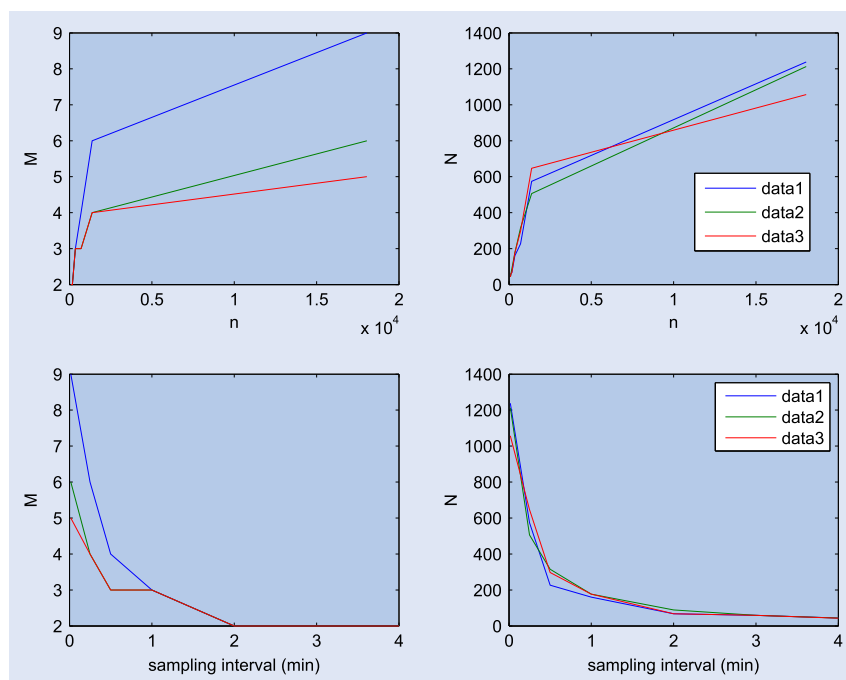 9
8
7
6
5
4
3
2
M
0 0.5 1 1.5 2
n
x 10^4
1400
1200
1000
800
600
400
200
0
N
data1
data2
data3
0 0.5 1 1.5 2
n
x 10^4
9
8
7
6
5
4
3
2
M
0 1 2 3 4
sampling interval (min)
1400
1200
1000
800
600
400
200
0
N
data1
data2
data3
0 1 2 3 4
sampling interval (min)